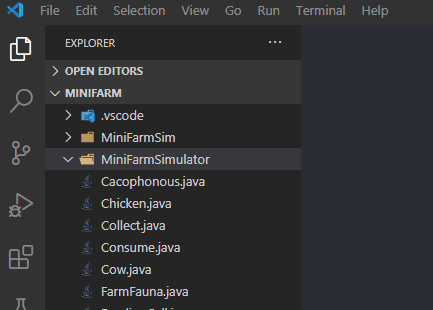 File Edit Selection View Go Run Terminal Help
EXPLORER
OPEN EDITORS
MINIFARM
.vscode
MiniFarmSim
MiniFarmSimulator
Cacophonous.java
Chicken.java
Collect.java
Consume.java
Cow.java
FarmFauna.java